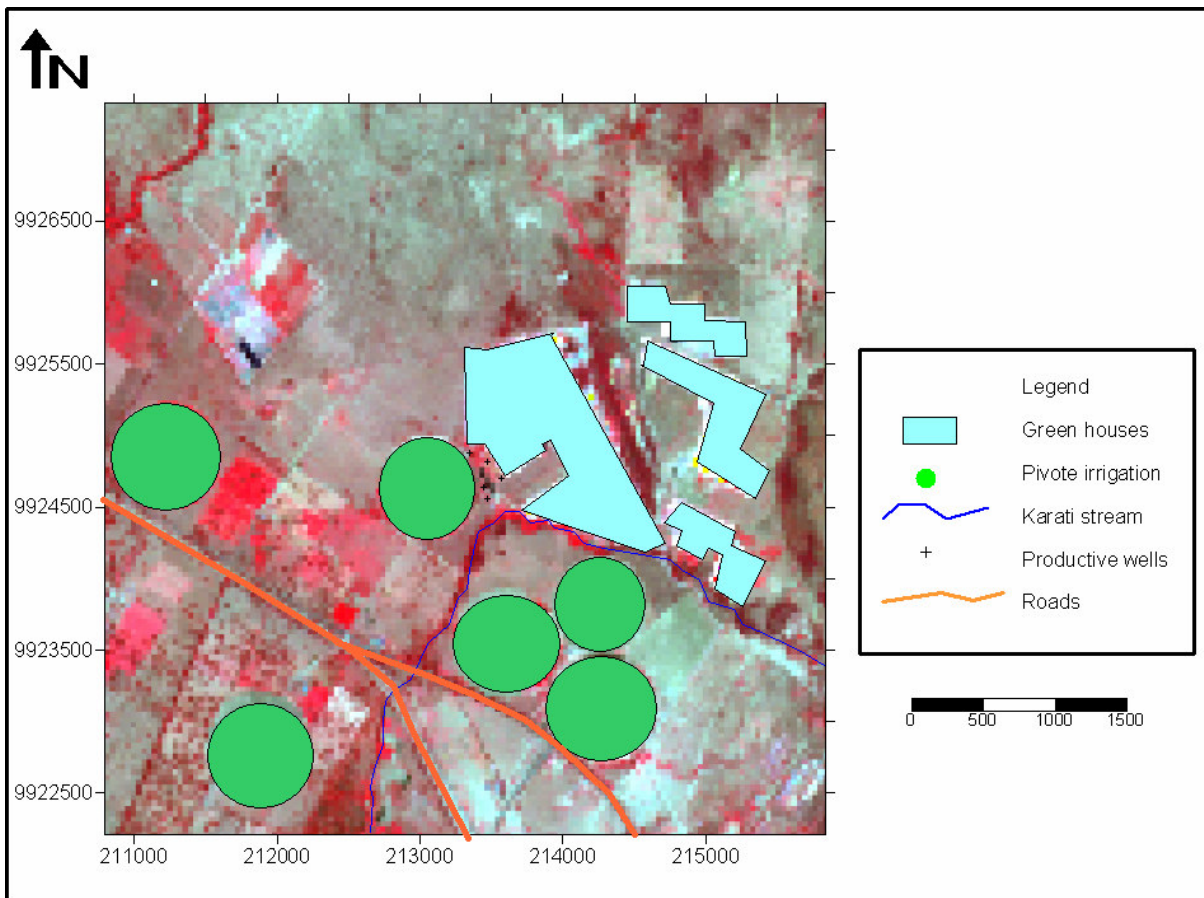 N
9926500
9925500
9924500
9923500
9922500
211000 212000 213000 214000 215000
Legend
Green houses
Pivote irrigation
Karati stream
Productive wells
Roads
0 500 1000 1500